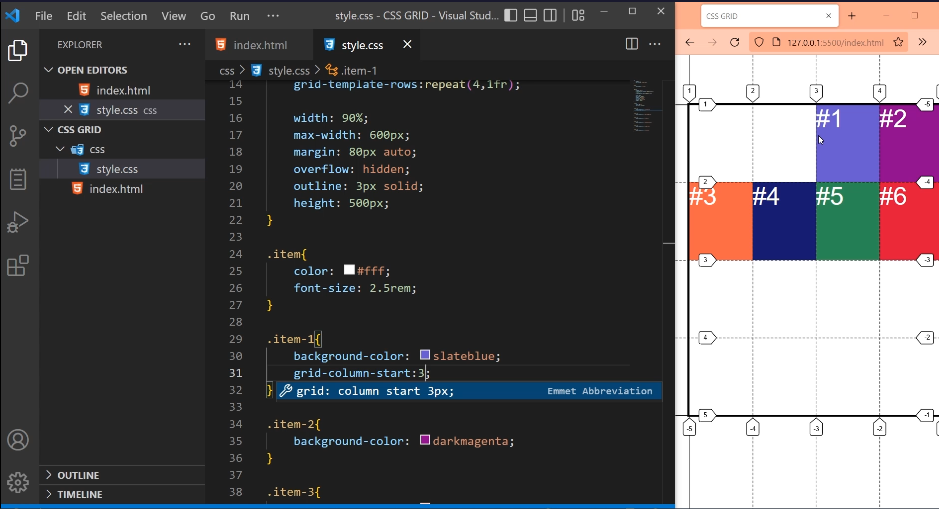 File Edit Selection View Go Run ··· style.css - CSS GRID - Visual Stud...
EXPLORER ···
OPEN EDITORS
index.html
style.css css
CSS GRID
css
style.css
index.html
OUTLINE
TIMELINE
index.html style.css
css > style.css > .item-1
14 grid-template-rows:repeat(4,1fr);
15
16 width: 90%;
17 max-width: 600px;
18 margin: 80px auto;
19 overflow: hidden;
20 outline: 3px solid;
21 height: 500px;
22 }
23
24 .item{
25 color: #fff;
26 font-size: 2.5rem;
27 }
28
29 .item-1{
30 background-color: slateblue;
31 grid-column-start:3;
32 } grid: column start 3px; Emmet Abbreviation
33
34 .item-2{
35 background-color: darkmagenta;
36 }
37
38 .item-3{
CSS GRID
127.0.0.1:5500/index.html
1 2 3 4
1 #1 #2 -5
2 -4
#3 #4 #5 #6
3 -3
4 -2
5 -1
-5 -4 -3 -2